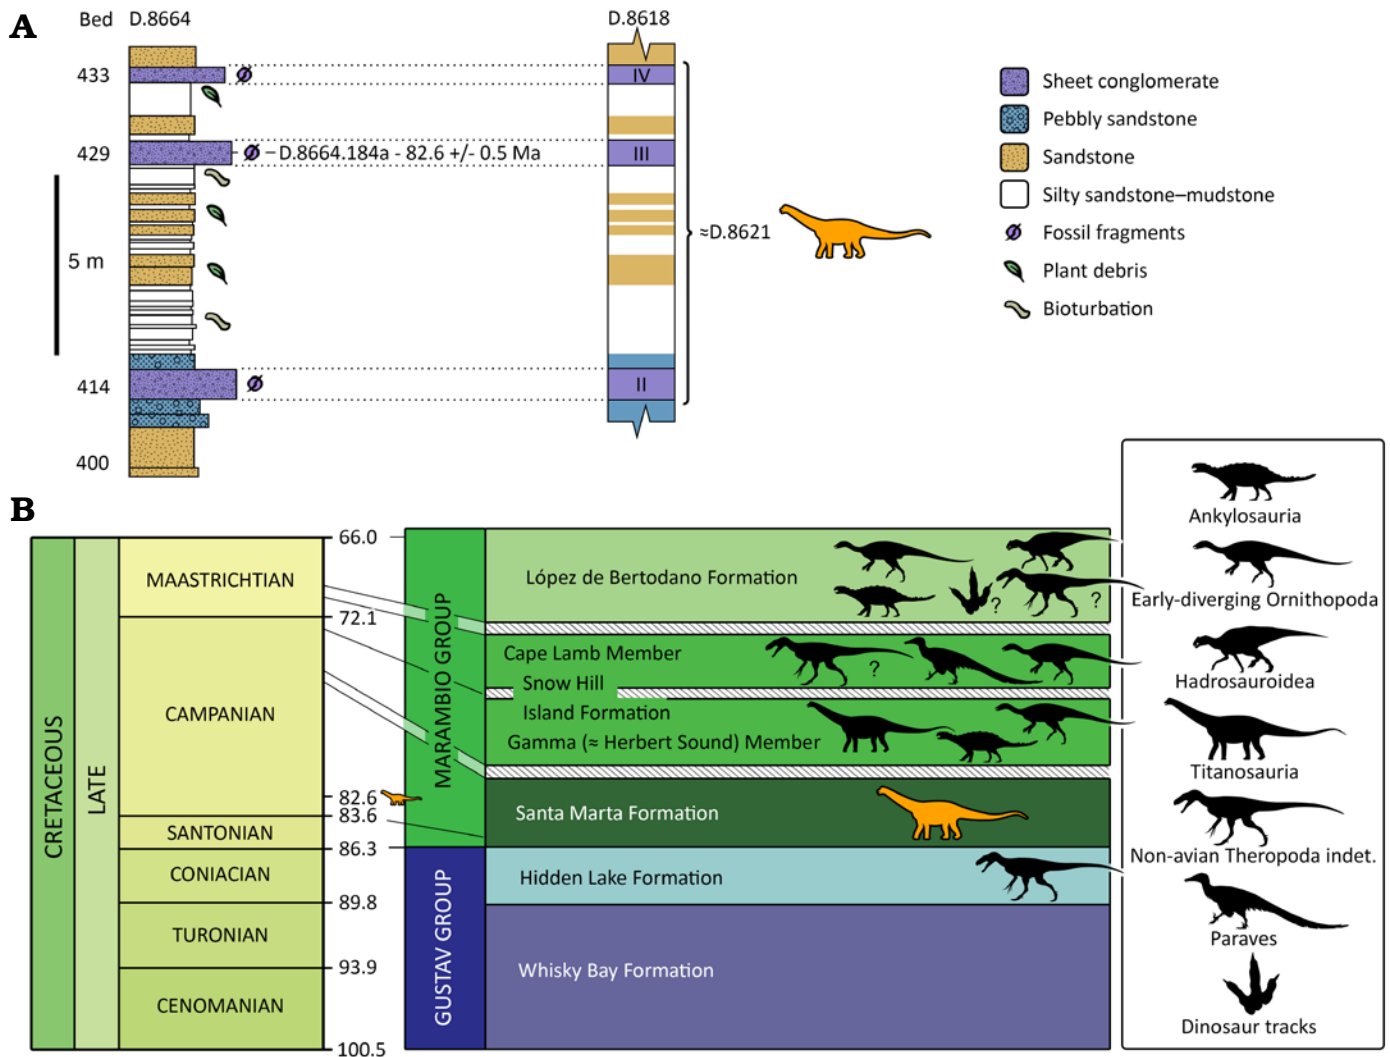 A
Bed D.8664
D.8618
433
IV
429
D.8664.184a - 82.6 +/- 0.5 Ma
III
5 m
≈D.8621
414
II
400
Sheet conglomerate
Pebbly sandstone
Sandstone
Silty sandstone–mudstone
Fossil fragments
Plant debris
Bioturbation
B
CRETACEOUS
LATE
MAASTRICHTIAN
CAMPANIAN
SANTONIAN
CONIACIAN
TURONIAN
CENOMANIAN
66.0
72.1
82.6
83.6
86.3
89.8
93.9
100.5
MARAMBIO GROUP
GUSTAV GROUP
López de Bertodano Formation
?
?
Cape Lamb Member
?
Snow Hill
Island Formation
Gamma (≈ Herbert Sound) Member
Santa Marta Formation
Hidden Lake Formation
Whisky Bay Formation
Ankylosauria
Early-diverging Ornithopoda
Hadrosauroidea
Titanosauria
Non-avian Theropoda indet.
Paraves
Dinosaur tracks